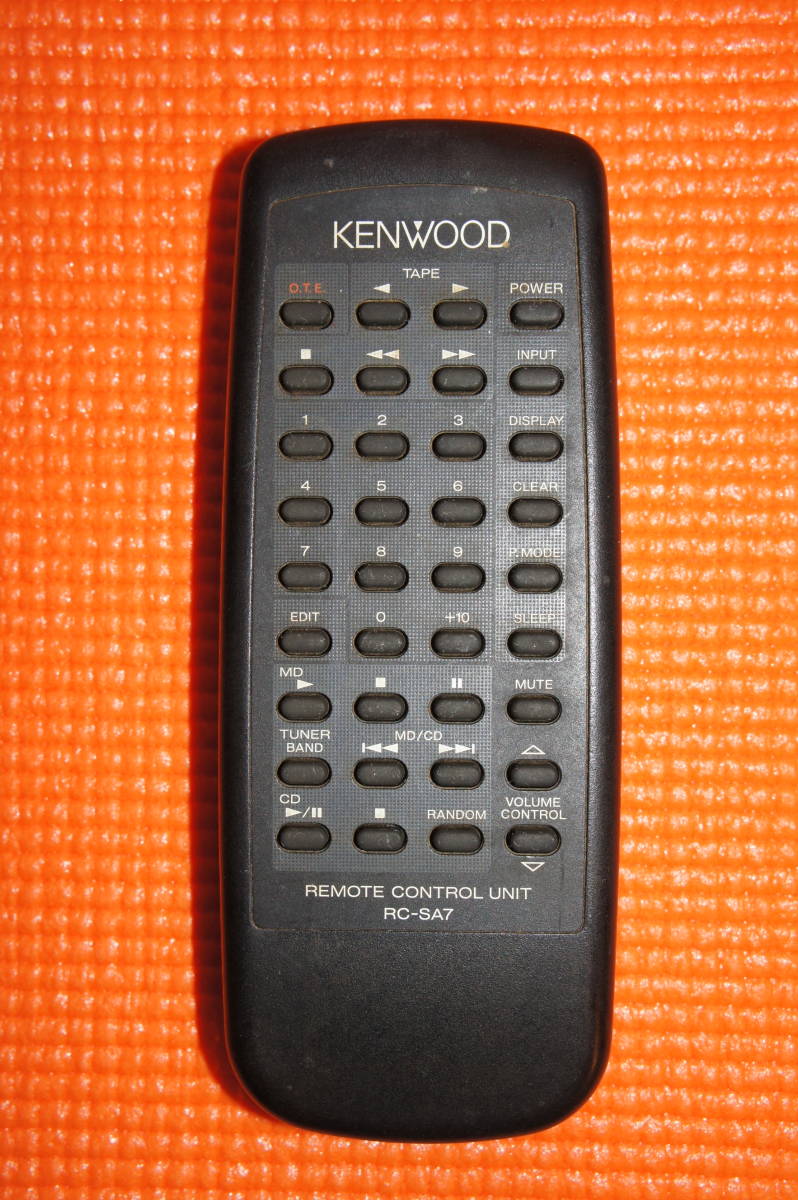 KENWOOD
TAPE
O.T.E. ◀ ▶ POWER
■ ◀◀ ▶▶ INPUT
1 2 3 DISPLAY
4 5 6 CLEAR
7 8 9 P.MODE
EDIT 0 +10 SLEEP
MD
▶ ■ ⏸ MUTE
TUNER MD/CD
BAND ⏮ ⏭ △
CD VOLUME
▶/⏸ ■ RANDOM CONTROL
▽
REMOTE CONTROL UNIT
RC-SA7